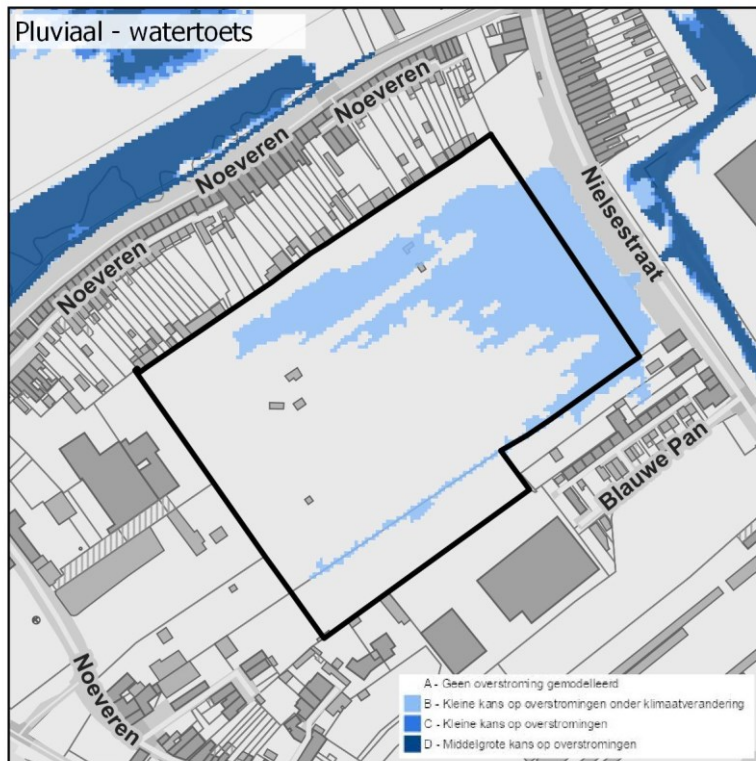 Pluviaal - watertoets
Noeveren
Noeveren
Noeveren
Nielsestraat
Blauwe Pan
Noeveren
A - Geen overstroming gemodelleerd
B - Kleine kans op overstromingen onder klimaatverandering
C - Kleine kans op overstromingen
D - Middelgrote kans op overstromingen